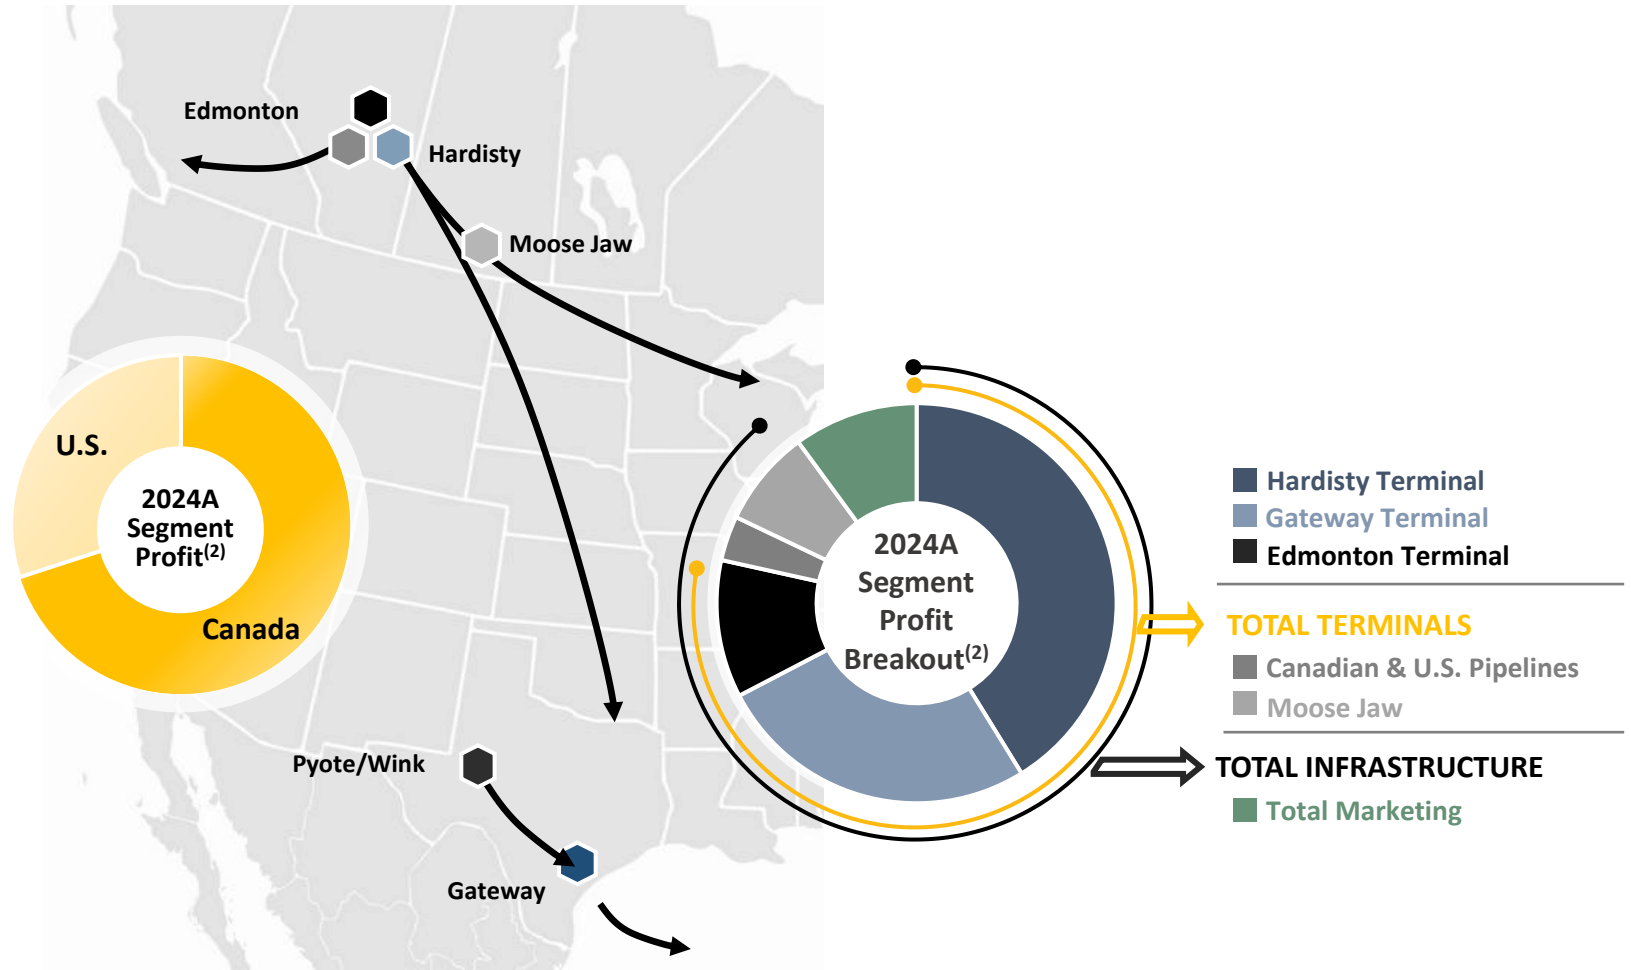 Edmonton
Hardisty
Moose Jaw
U.S.
2024A
Segment
Profit(2)
Canada
Pyote/Wink
Gateway
2024A
Segment
Profit
Breakout(2)
Hardisty Terminal
Gateway Terminal
Edmonton Terminal
TOTAL TERMINALS
Canadian & U.S. Pipelines
Moose Jaw
TOTAL INFRASTRUCTURE
Total Marketing